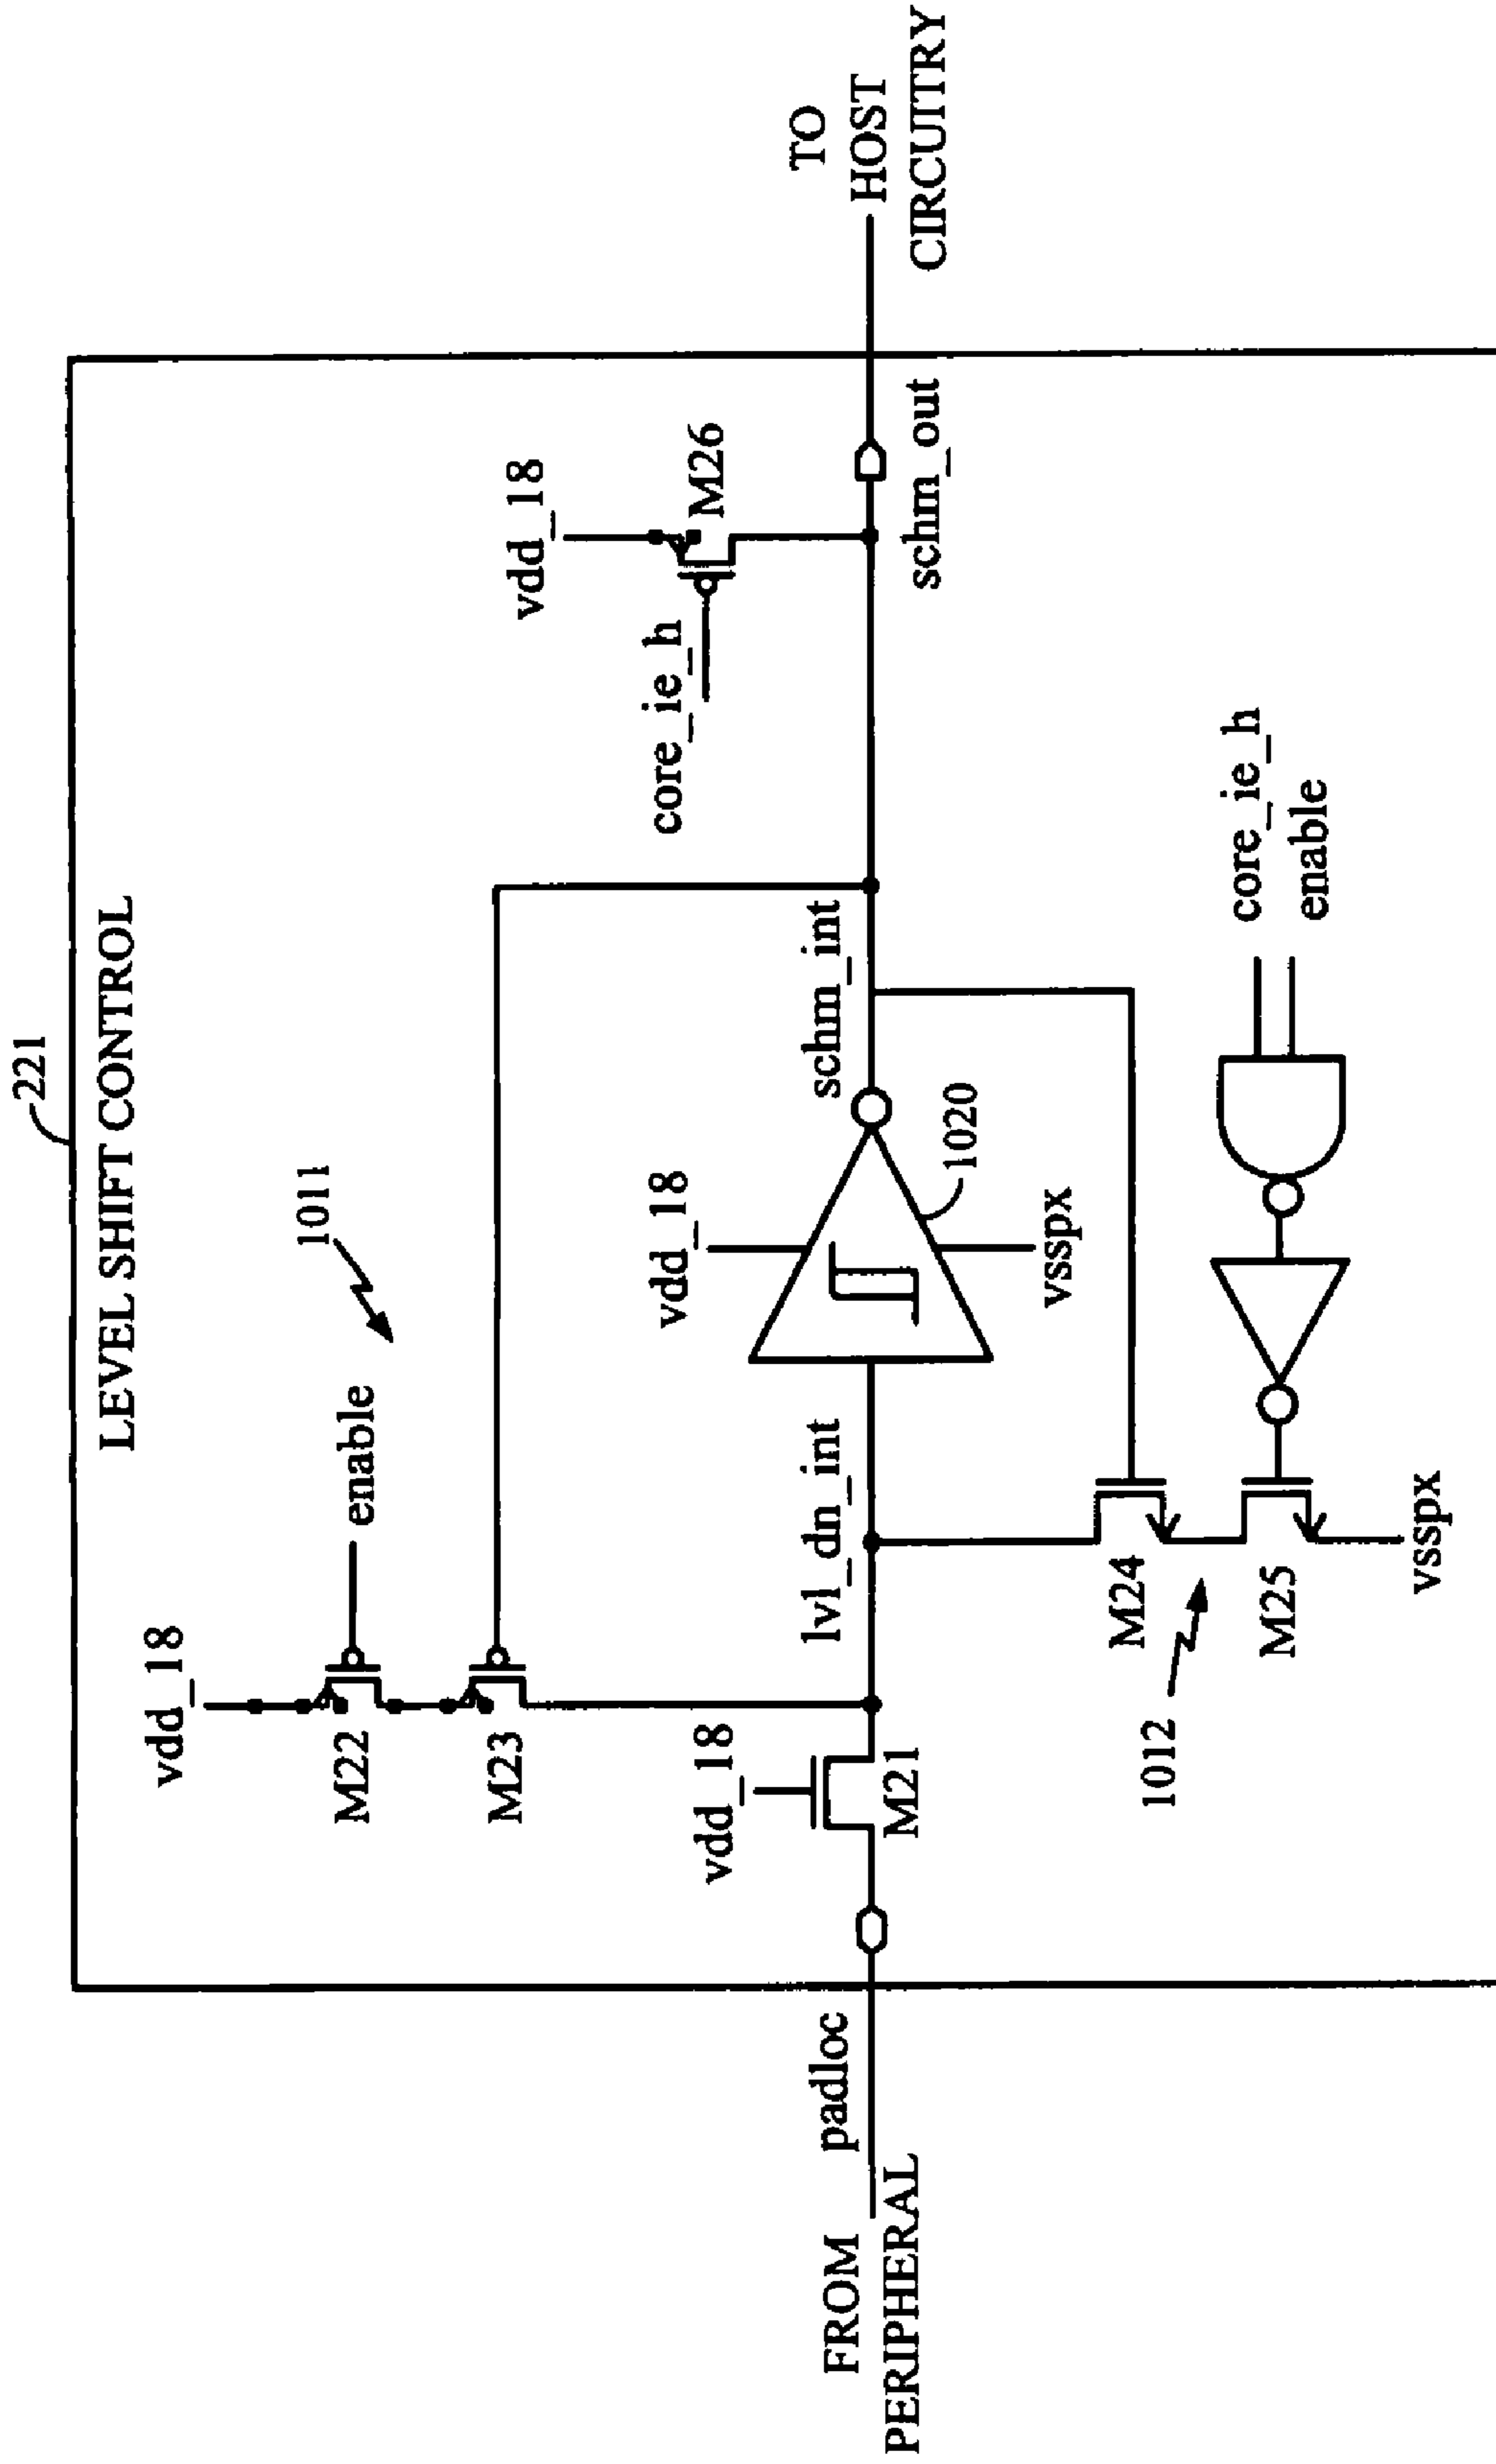 221
LEVEL SHIFT CONTROL
vdd_18
M22
enable
1011
M23
vdd_18
core_ie_h
M26
vdd_18
M21
FROM
PERIPHERAL
padloc
lvl_dn_int
vdd_18
schm_int
1020
vsspx
schm_out
TO
HOST
CIRCUITRY
M24
1012
M25
vsspx
core_ie_h
enable